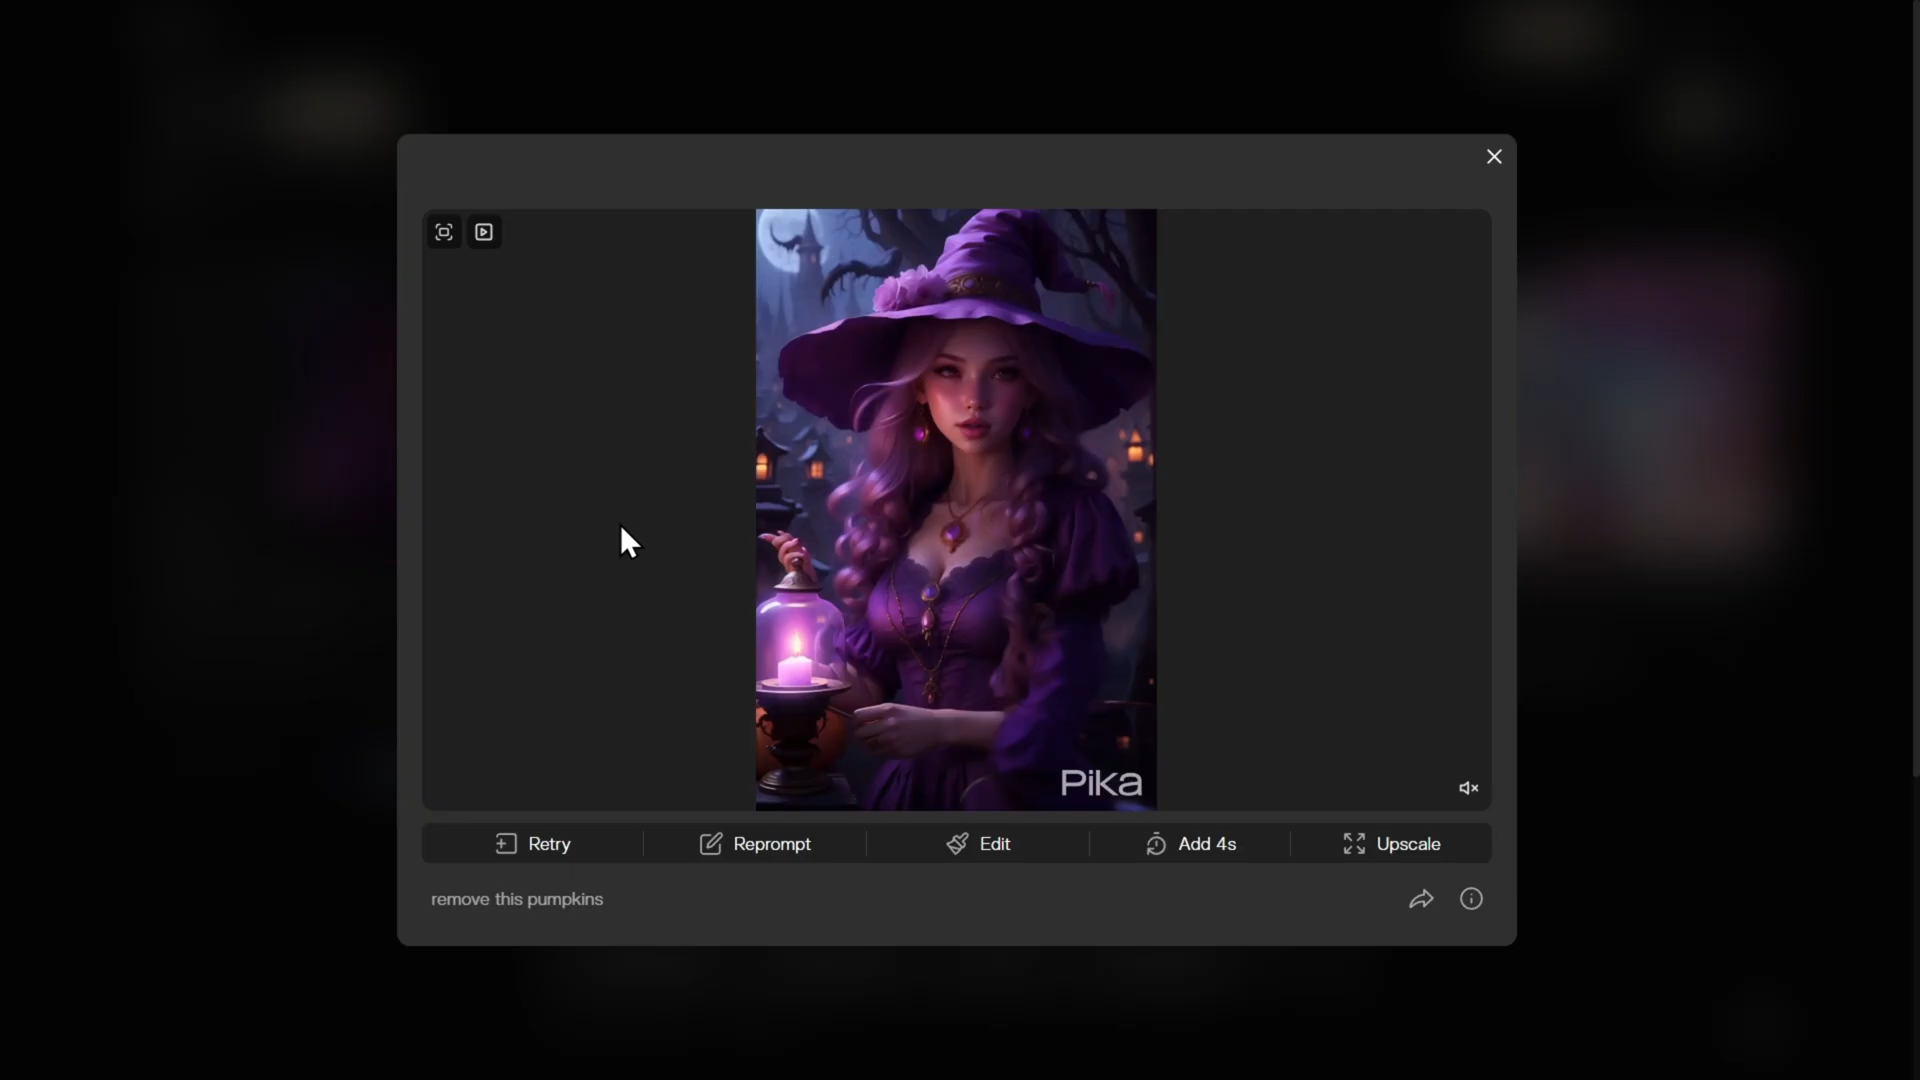 Pika
Retry
Reprompt
Edit
Add 4s
Upscale
remove this pumpkins